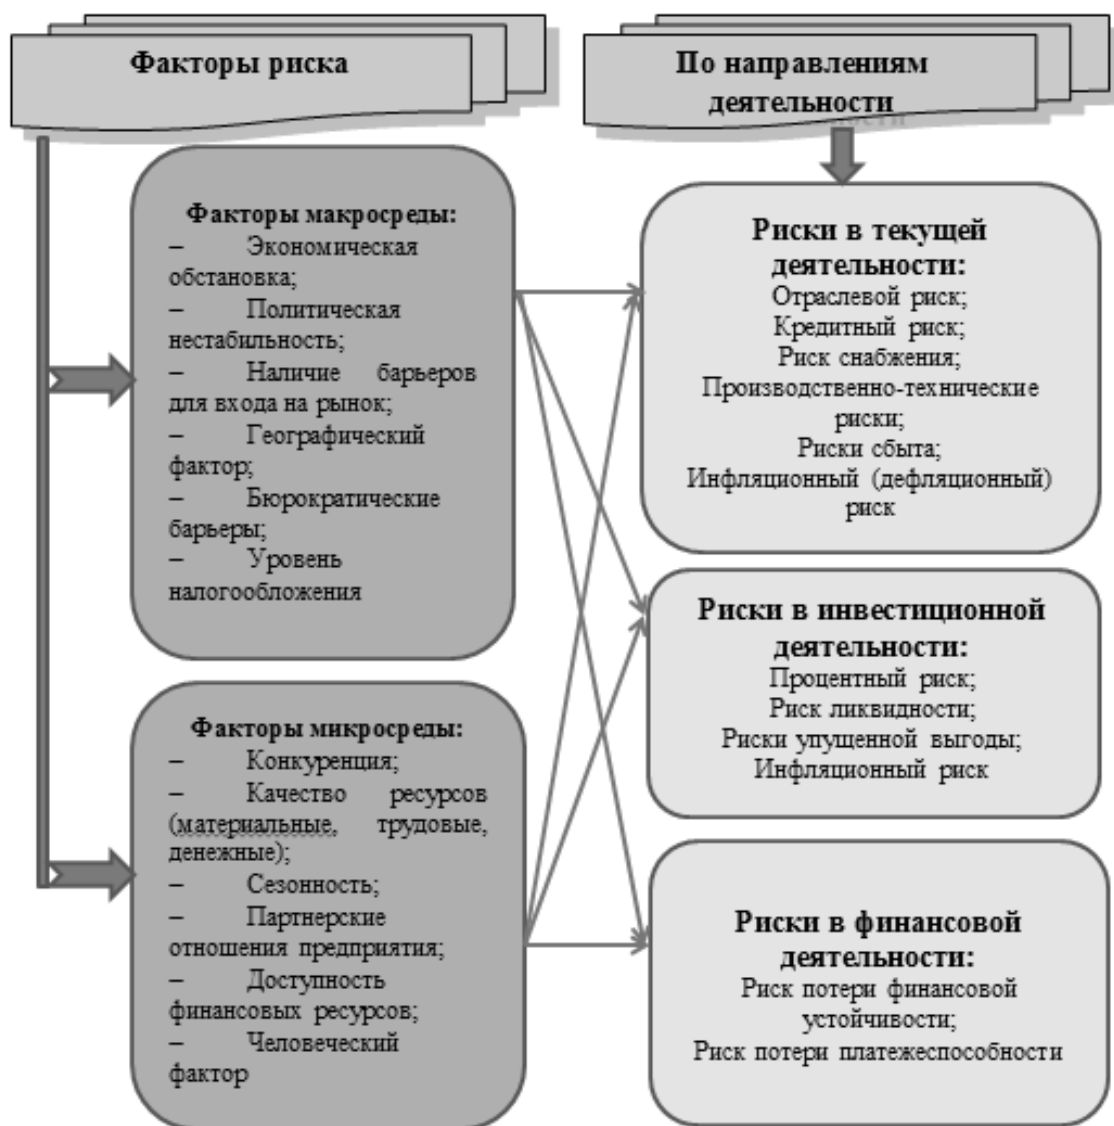 Факторы риска
По направлениям
деятельности
Факторы макросреды:
– Экономическая
обстановка;
– Политическая
нестабильность;
– Наличие барьеров
для входа на рынок;
– Географический
фактор;
– Бюрократические
барьеры;
– Уровень
налогообложения
Факторы микросреды:
– Конкуренция;
– Качество ресурсов
(материальные, трудовые,
денежные);
– Сезонность;
– Партнерские
отношения предприятия;
– Доступность
финансовых ресурсов;
– Человеческий
фактор
Риски в текущей
деятельности:
Отраслевой риск;
Кредитный риск;
Риск снабжения;
Производственно-технические
риски;
Риски сбыта;
Инфляционный (дефляционный)
риск
Риски в инвестиционной
деятельности:
Процентный риск;
Риск ликвидности;
Риски упущенной выгоды;
Инфляционный риск
Риски в финансовой
деятельности:
Риск потери финансовой
устойчивости;
Риск потери платежеспособности